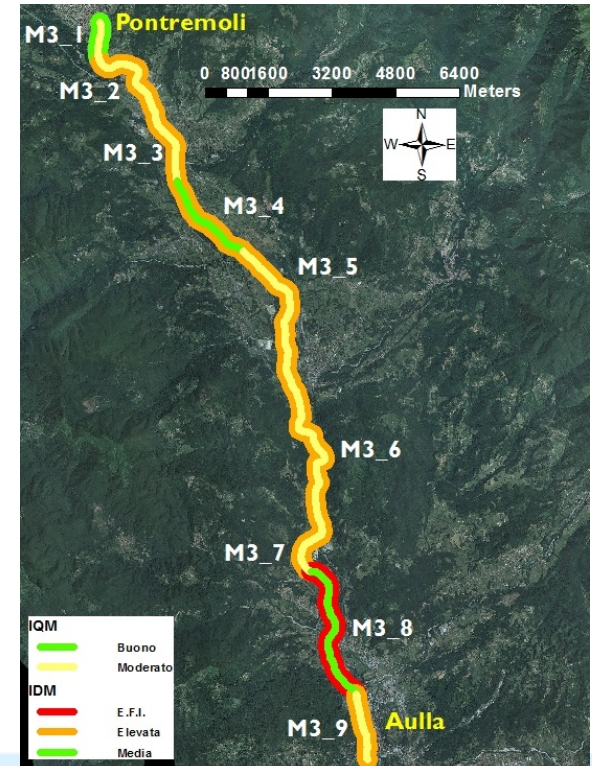 Pontremoli
M3_1
0 800 1600 3200 4800 6400
Meters
M3_2
N
W E
S
M3_3
M3_4
M3_5
M3_6
M3_7
M3_8
M3_9
Aulla
IQM
Buono
Moderato
IDM
E.F.I.
Elevata
Media